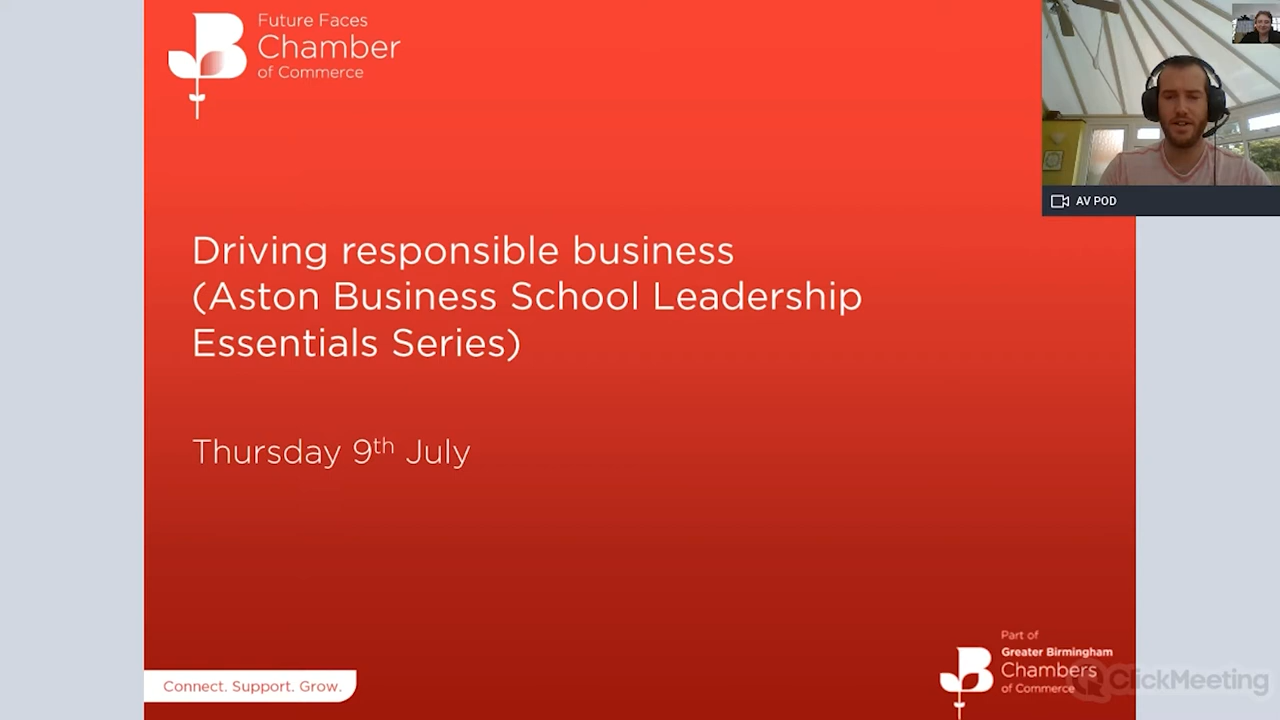 Future Faces
Chamber
of Commerce
AV POD
Driving responsible business
(Aston Business School Leadership
Essentials Series)
Thursday 9th July
Connect. Support. Grow.
Part of
Greater Birmingham
Chambers
of Commerce
ClickMeeting